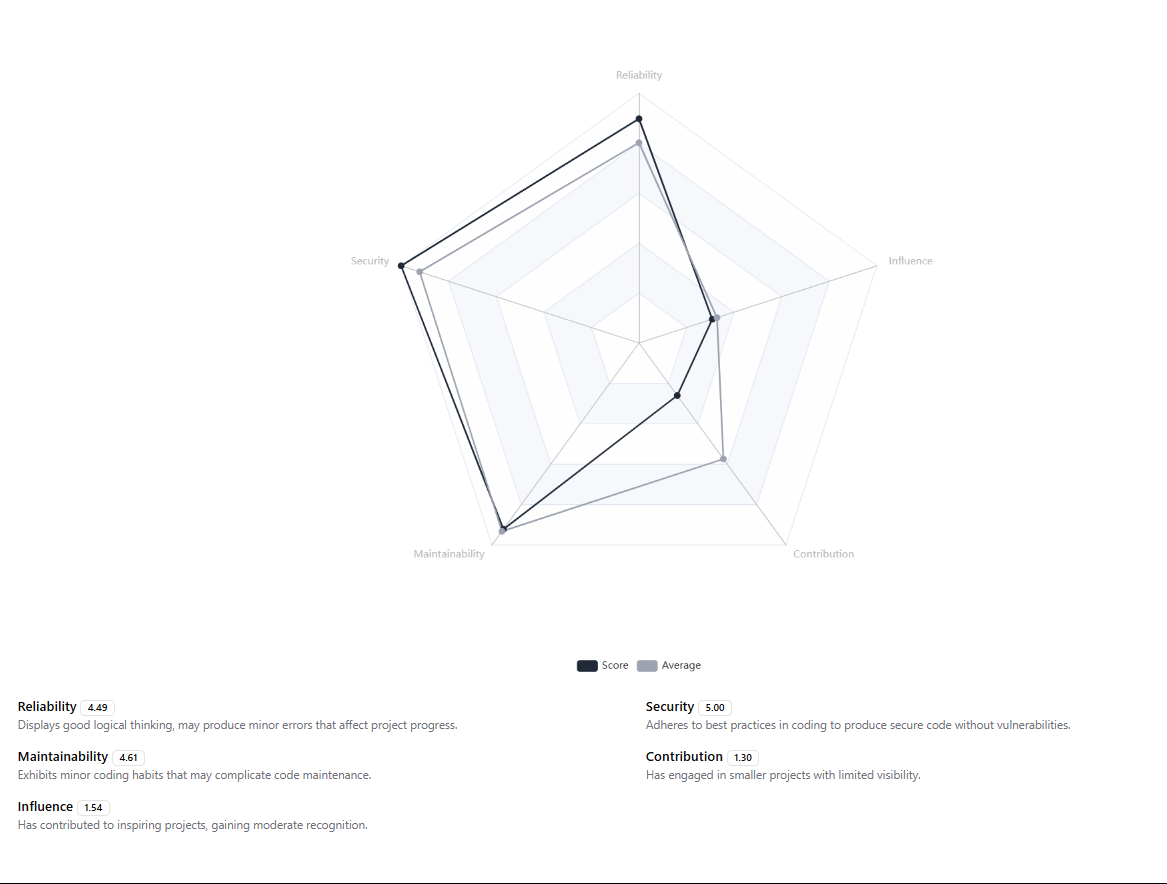 Reliability
Security
Influence
Maintainability
Contribution
Score
Average
Reliability 4.49
Displays good logical thinking, may produce minor errors that affect project progress.
Security 5.00
Adheres to best practices in coding to produce secure code without vulnerabilities.
Maintainability 4.61
Exhibits minor coding habits that may complicate code maintenance.
Contribution 1.30
Has engaged in smaller projects with limited visibility.
Influence 1.54
Has contributed to inspiring projects, gaining moderate recognition.